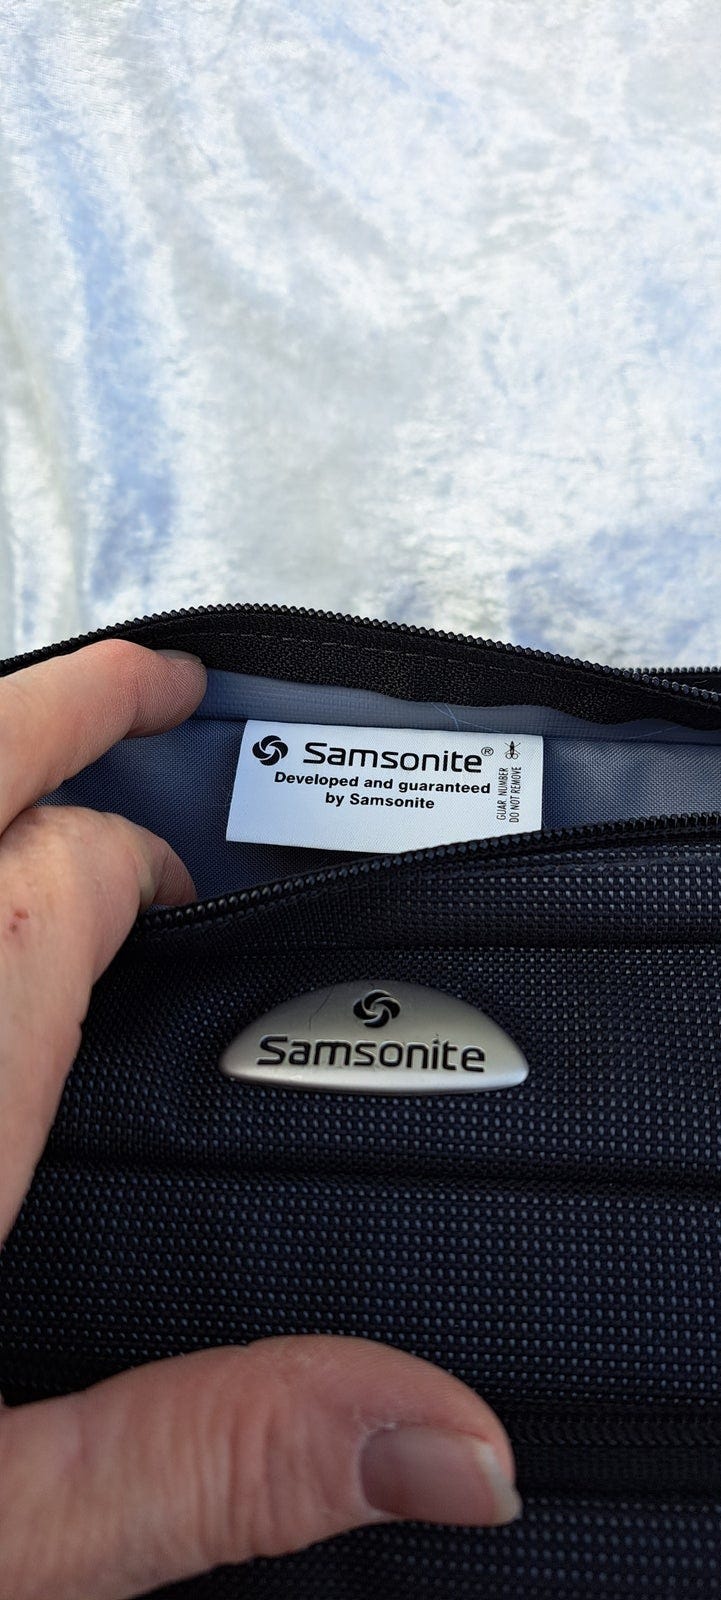 Samsonite®
Developed and guaranteed
by Samsonite
GUAR. NUMBER
DO NOT REMOVE
Samsonite